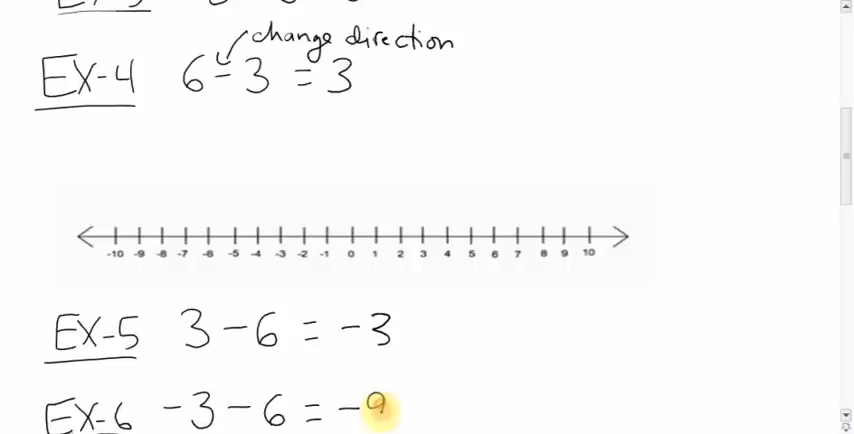 change direction
EX-4 6 - 3 = 3
-10 -9 -8 -7 -6 -5 -4 -3 -2 -1 0 1 2 3 4 5 6 7 8 9 10
EX-5 3 - 6 = -3
EX-6 -3 - 6 = -9